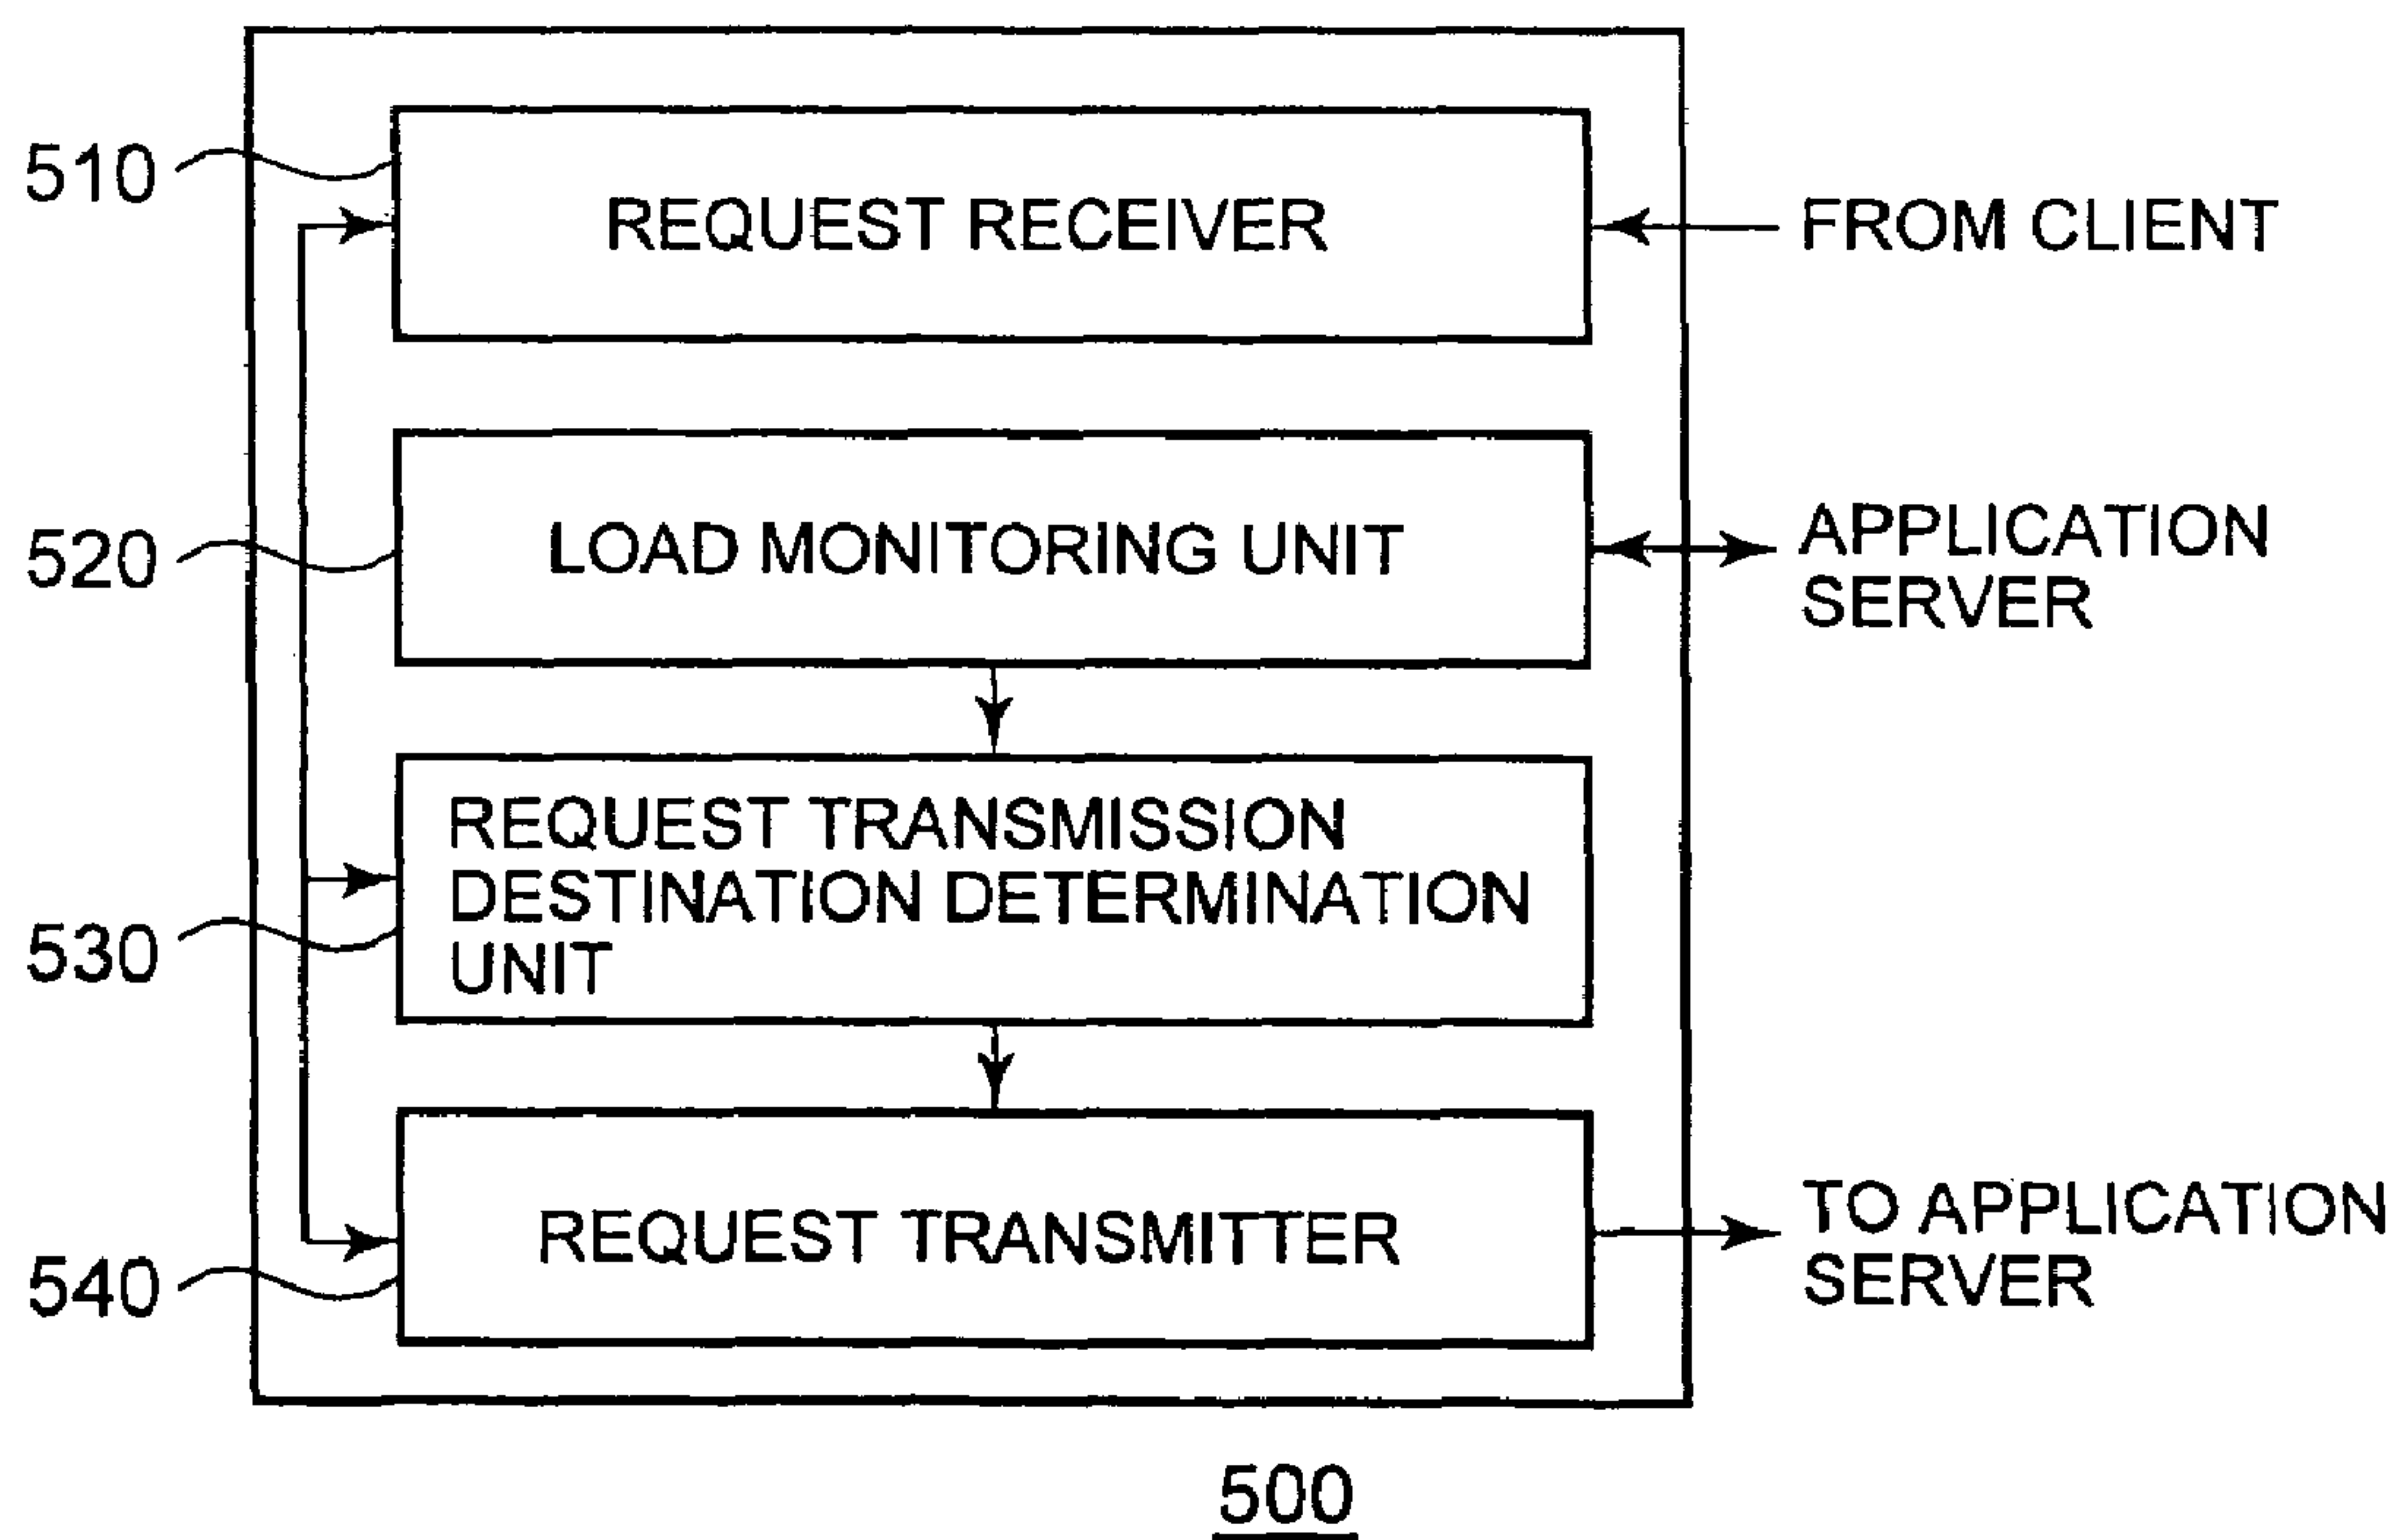 510
REQUEST RECEIVER
FROM CLIENT
520
LOAD MONITORING UNIT
APPLICATION
SERVER
530
REQUEST TRANSMISSION
DESTINATION DETERMINATION
UNIT
540
REQUEST TRANSMITTER
TO APPLICATION
SERVER
500